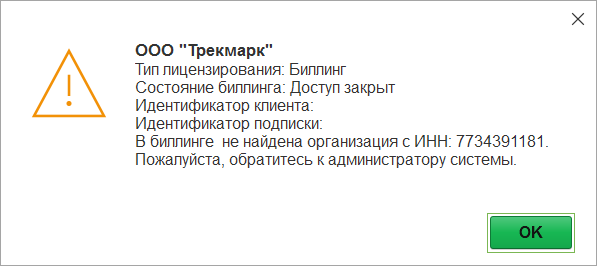 ООО "Трекмарк"
Тип лицензирования: Биллинг
Состояние биллинга: Доступ закрыт
Идентификатор клиента:
Идентификатор подписки:
В биллинге  не найдена организация с ИНН: 7734391181.
Пожалуйста, обратитесь к администратору системы.
OK